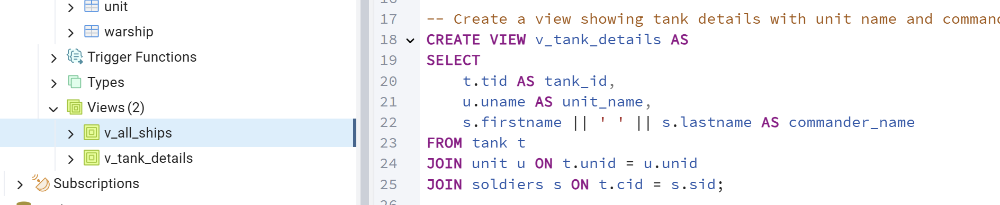 unit
warship
Trigger Functions
Types
Views (2)
v_all_ships
v_tank_details
Subscriptions
17 -- Create a view showing tank details with unit name and
18 CREATE VIEW v_tank_details AS
19 SELECT
20 t.tid AS tank_id,
21 u.uname AS unit_name,
22 s.firstname || ' ' || s.lastname AS commander_name
23 FROM tank t
24 JOIN unit u ON t.unid = u.unid
25 JOIN soldiers s ON t.cid = s.sid;